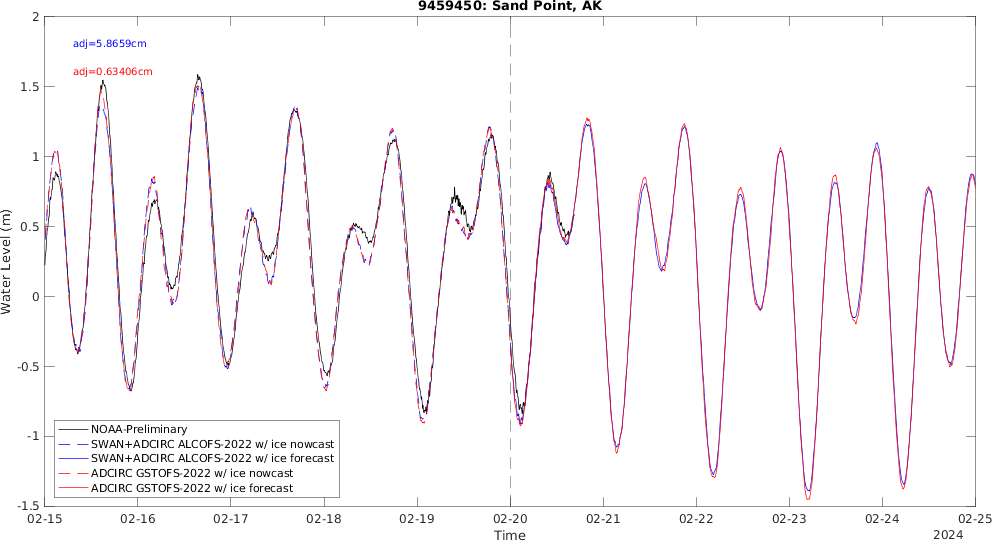 9459450: Sand Point, AK
adj=5.8659cm
adj=0.63406cm
Water Level (m)
2
1.5
1
0.5
0
-0.5
-1
-1.5
NOAA-Preliminary
SWAN+ADCIRC ALCOFS-2022 w/ ice nowcast
SWAN+ADCIRC ALCOFS-2022 w/ ice forecast
ADCIRC GSTOFS-2022 w/ ice nowcast
ADCIRC GSTOFS-2022 w/ ice forecast
02-15 02-16 02-17 02-18 02-19 02-20 02-21 02-22 02-23 02-24 02-25
Time
2024